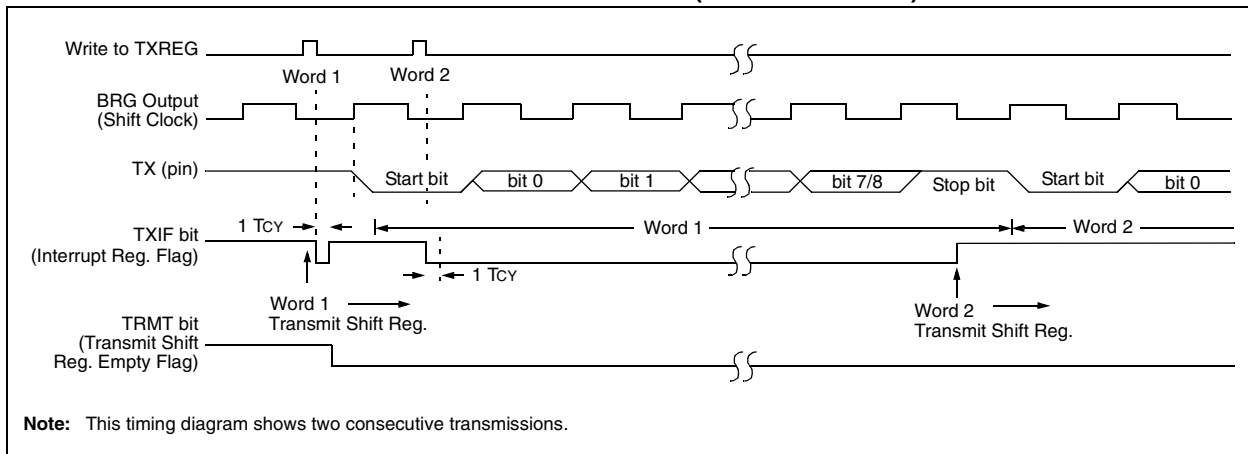 Write to TXREG
Word 1
Word 2
BRG Output
(Shift Clock)
TX (pin)
Start bit
bit 0
bit 1
bit 7/8
Stop bit
Start bit
bit 0
1 TCY
TXIF bit
(Interrupt Reg. Flag)
Word 1
Word 2
1 TCY
Word 1
Transmit Shift Reg.
Word 2
Transmit Shift Reg.
TRMT bit
(Transmit Shift
Reg. Empty Flag)
Note: This timing diagram shows two consecutive transmissions.